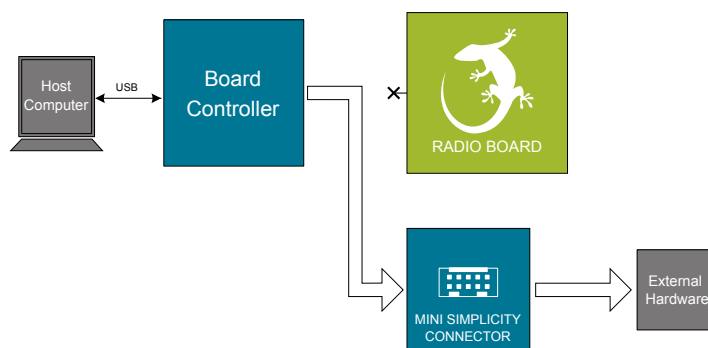 Host
Computer
USB
Board
Controller
RADIO BOARD
MINI SIMPLICITY
CONNECTOR
External
Hardware